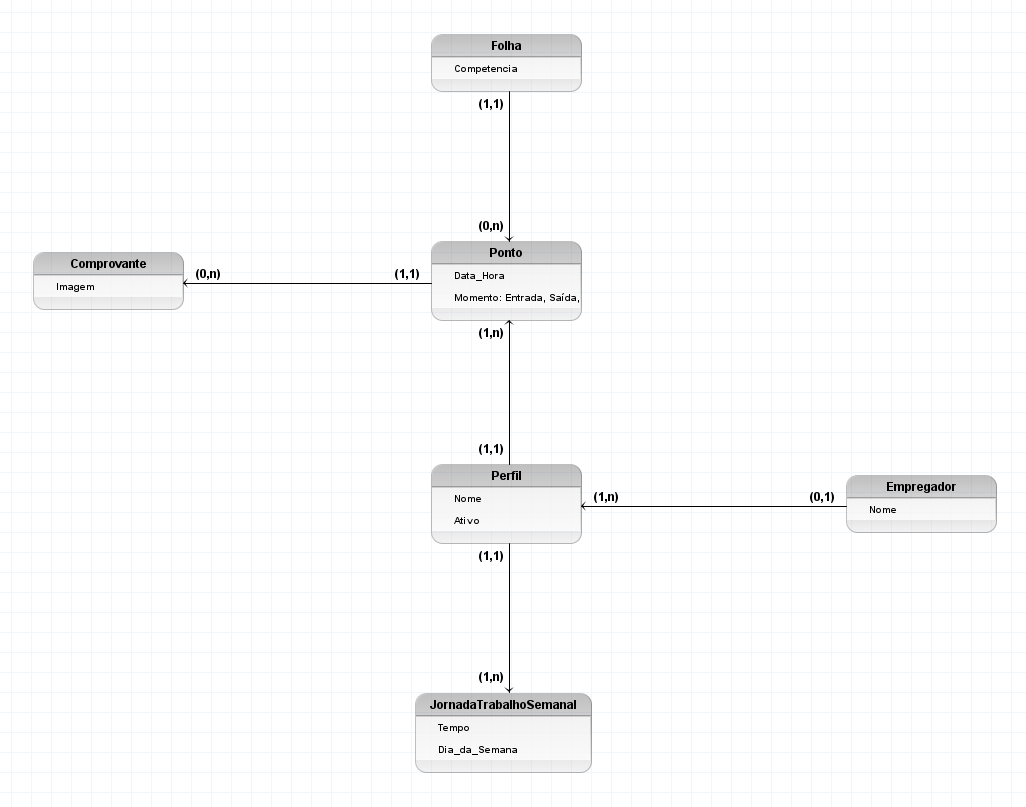 Folha
Competencia
(1,1)
(0,n)
Ponto
Data_Hora
Momento: Entrada, Saída,
Comprovante
Imagem
(0,n)
(1,1)
(1,n)
(1,1)
Perfil
Nome
Ativo
(1,n)
(0,1)
Empregador
Nome
(1,1)
(1,n)
JornadaTrabalhoSemanal
Tempo
Dia_da_Semana